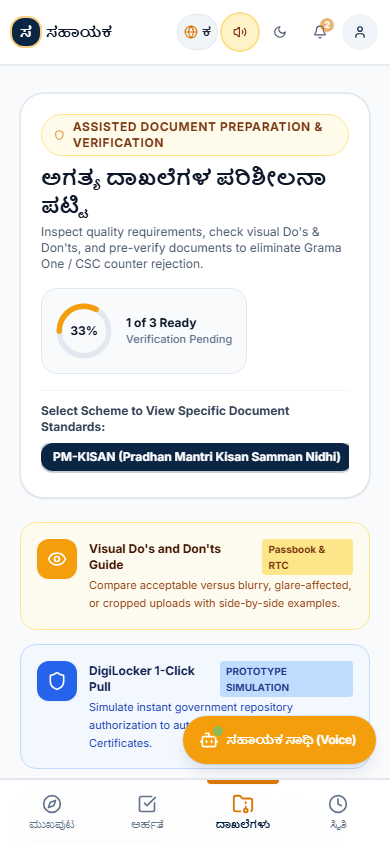 ಸ ಸಹಾಯಕ ಕ 2
ASSISTED DOCUMENT PREPARATION &
VERIFICATION
ಅಗತ್ಯ ದಾಖಲೆಗಳ ಪರಿಶೀಲನಾ
ಪಟ್ಟಿ
Inspect quality requirements, check visual Do's &
Don'ts, and pre-verify documents to eliminate Grama
One / CSC counter rejection.
33%
1 of 3 Ready
Verification Pending
Select Scheme to View Specific Document
Standards:
PM-KISAN (Pradhan Mantri Kisan Samman Nidhi)
Visual Do's and Don'ts
Guide
Passbook &
RTC
Compare acceptable versus blurry, glare-affected,
or cropped uploads with side-by-side examples.
DigiLocker 1-Click
Pull
PROTOTYPE
SIMULATION
Simulate instant government repository
authorization to
Certificates.
ಸಹಾಯಕ ಸಾಥಿ (Voice)
ಮುಖಪುಟ ಅರ್ಹತೆ ದಾಖಲೆಗಳು ಸ್ಥಿತಿ